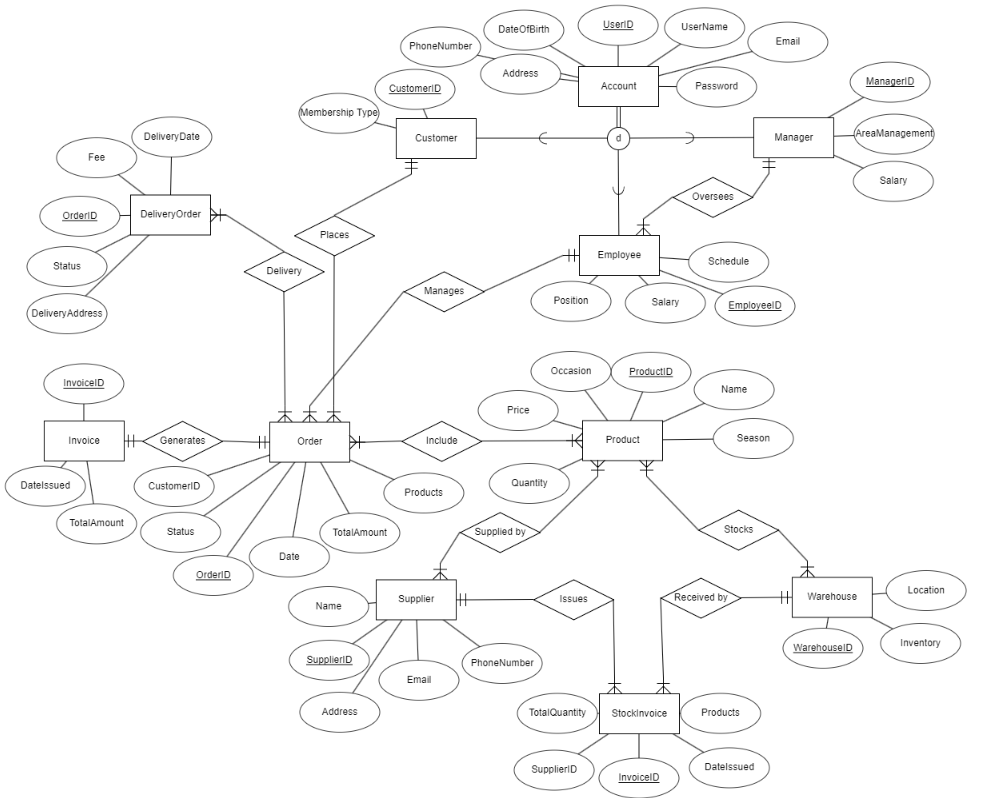 DateOfBirth
UserID
UserName
Email
PhoneNumber
Address
Account
Password
CustomerID
Membership Type
Customer
d
Manager
ManagerID
AreaManagement
Salary
DeliveryDate
Fee
OrderID
DeliveryOrder
Status
DeliveryAddress
Places
Delivery
Oversees
Manages
Employee
Schedule
Position
Salary
EmployeeID
InvoiceID
Invoice
Generates
Order
Include
DateIssued
TotalAmount
CustomerID
Status
OrderID
Date
TotalAmount
Products
Occasion
ProductID
Name
Price
Product
Season
Quantity
Supplied by
Stocks
Supplier
Issues
Received by
Warehouse
Location
Inventory
WarehouseID
Name
SupplierID
Address
Email
PhoneNumber
TotalQuantity
StockInvoice
Products
SupplierID
InvoiceID
DateIssued